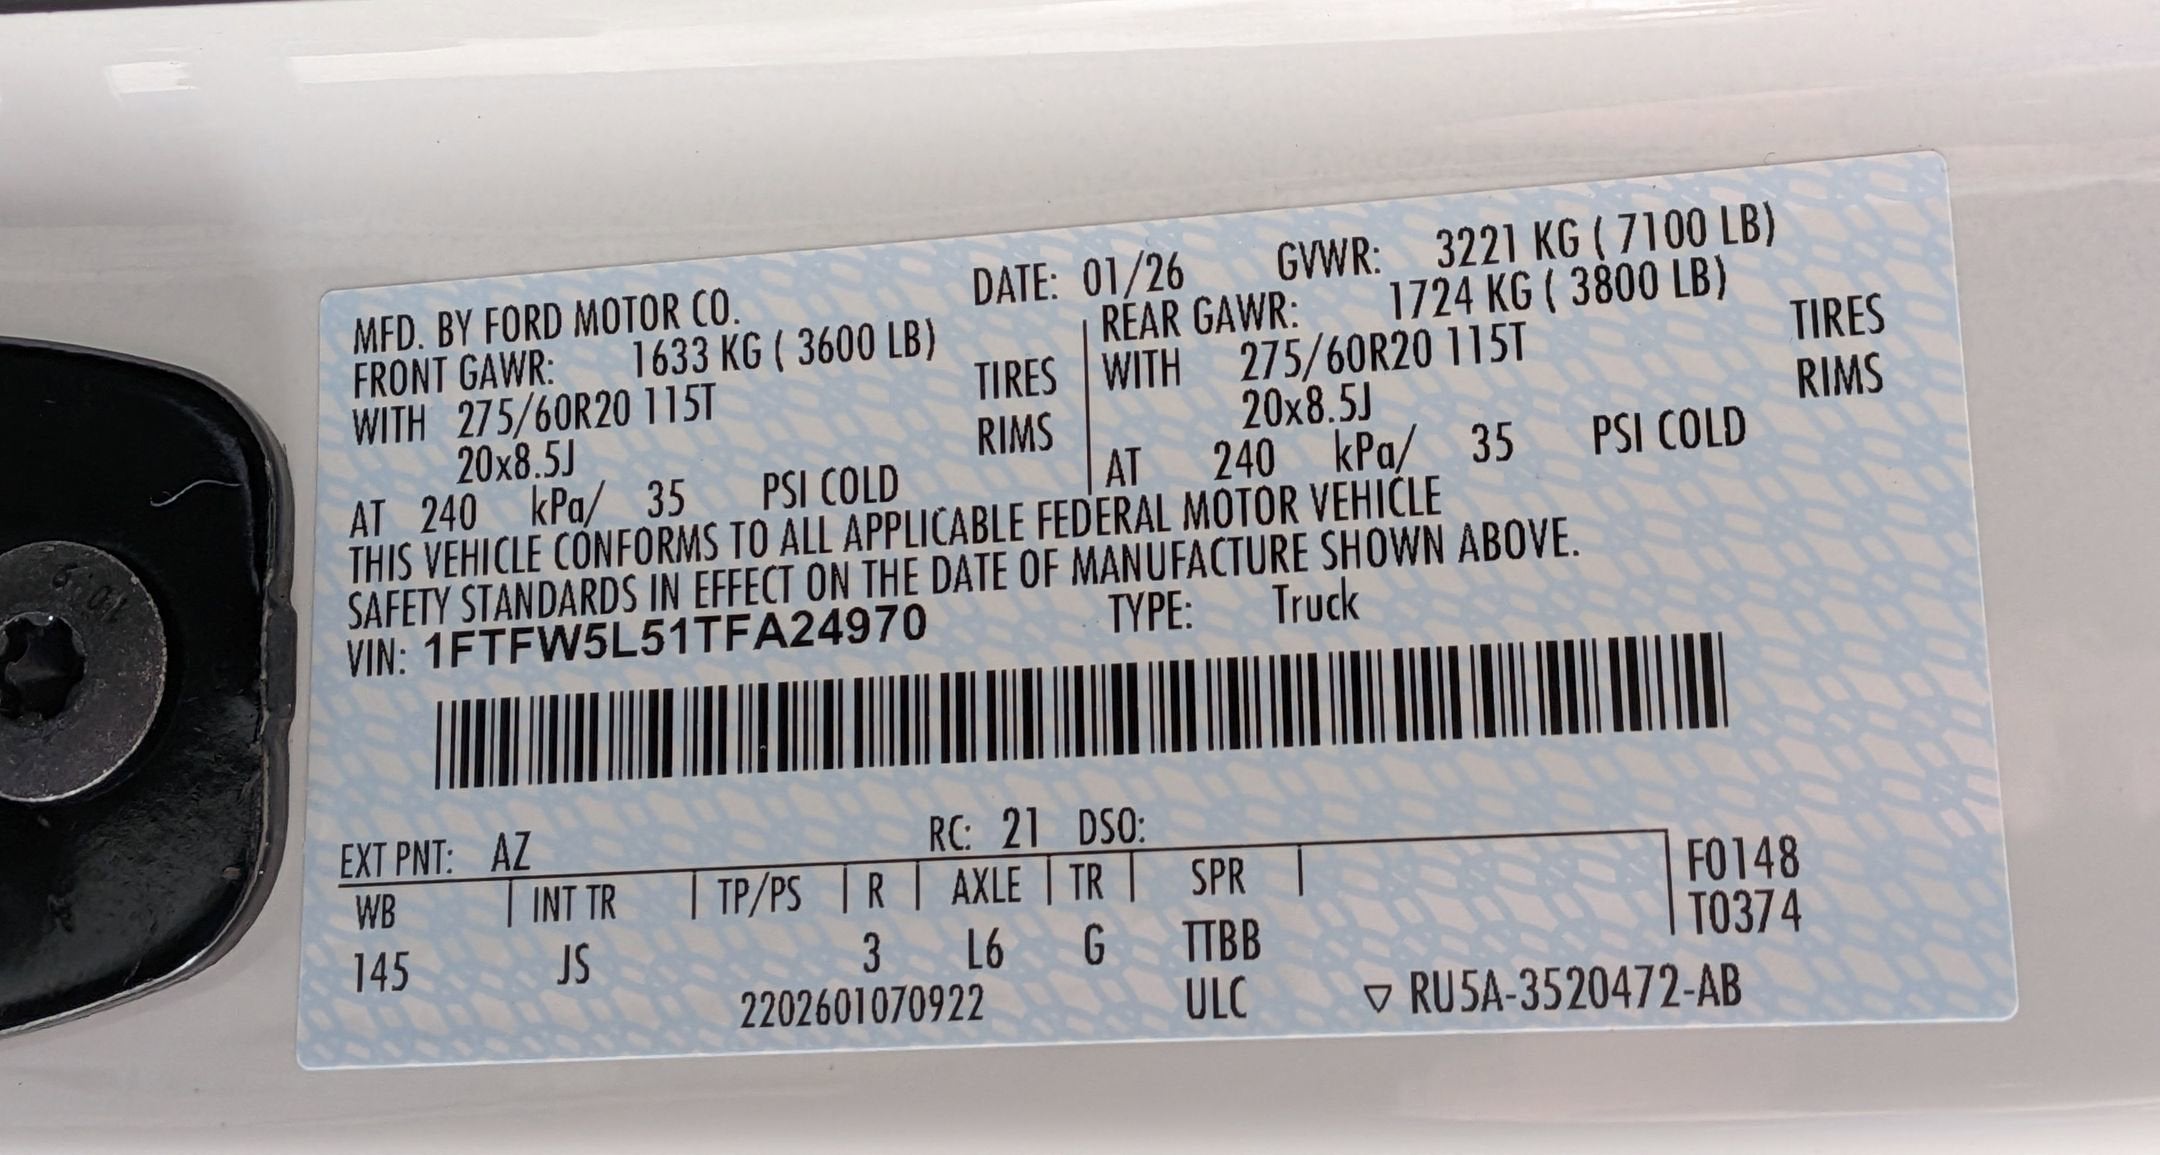 MFD. BY FORD MOTOR CO. DATE: 01/26 GVWR: 3221 KG ( 7100 LB)
FRONT GAWR: 1633 KG ( 3600 LB) REAR GAWR: 1724 KG ( 3800 LB)
WITH 275/60R20 115T TIRES WITH 275/60R20 115T TIRES
20x8.5J RIMS 20x8.5J RIMS
AT 240 kPa/ 35 PSI COLD AT 240 kPa/ 35 PSI COLD
THIS VEHICLE CONFORMS TO ALL APPLICABLE FEDERAL MOTOR VEHICLE
SAFETY STANDARDS IN EFFECT ON THE DATE OF MANUFACTURE SHOWN ABOVE.
VIN: 1FTFW5L51TFA24970 TYPE: Truck
EXT PNT: AZ RC: 21 DSO:
WB INT TR TP/PS R AXLE TR SPR F0148
145 JS 3 L6 G TTBB T0374
2202601070922 ULC ▽ RU5A-3520472-AB